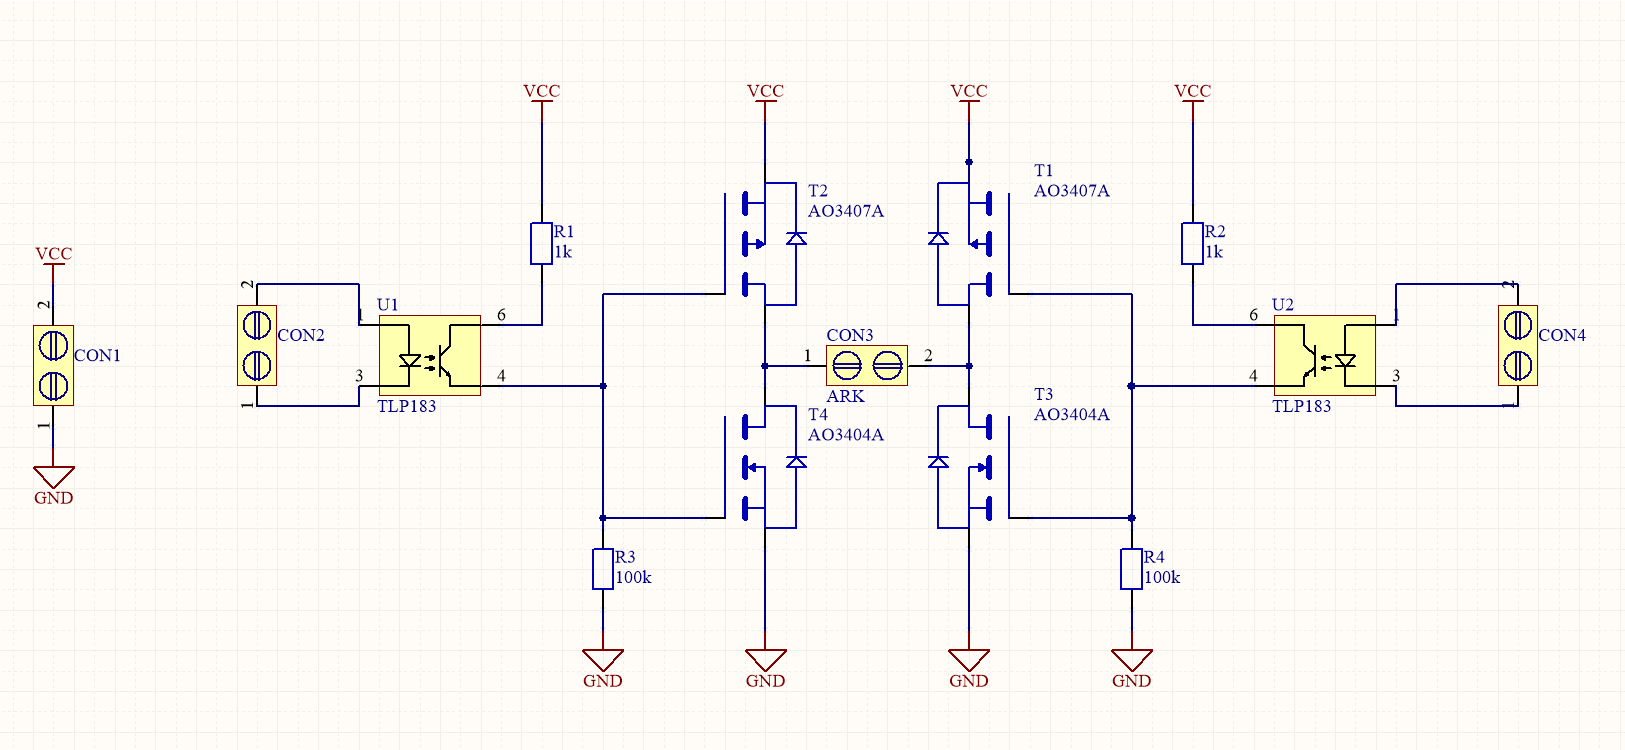 VCC
2
CON1
1
GND
2
CON2
1
U1
1
3
6
4
TLP183
VCC
R1
1k
VCC
T2
AO3407A
VCC
T1
AO3407A
VCC
R2
1k
CON3
1
2
ARK
T4
AO3404A
T3
AO3404A
R3
100k
GND
GND
GND
R4
100k
GND
U2
6
4
1
3
TLP183
2
CON4
1